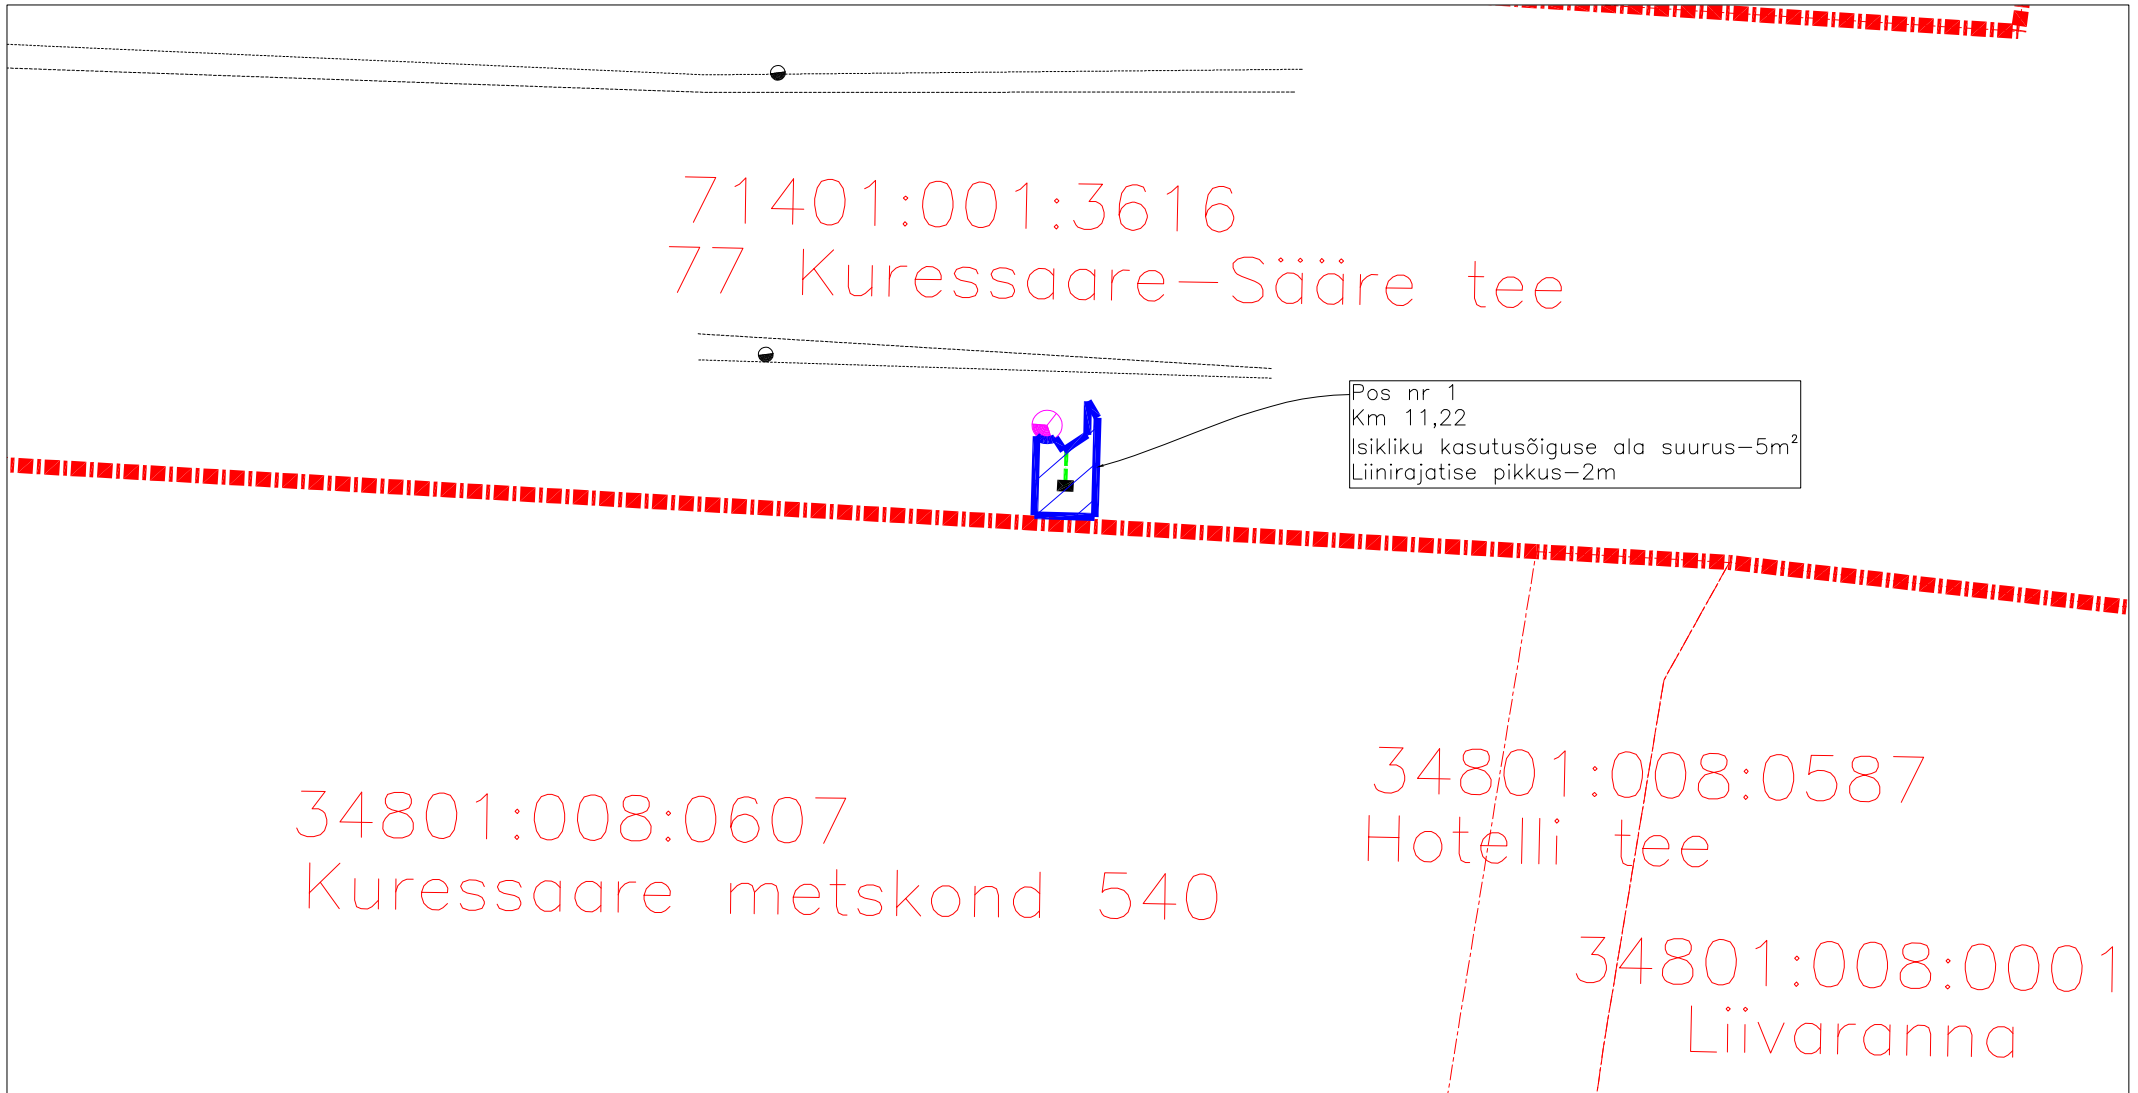 71401:001:3616
77 Kuressaare-Sääre tee
Pos nr 1
Km 11,22
Isikliku kasutusõiguse ala suurus-5m²
Liinirajatise pikkus-2m
34801:008:0587
Hotelli tee
34801:008:0607
Kuressaare metskond 540
34801:008:0001
Liivaranna